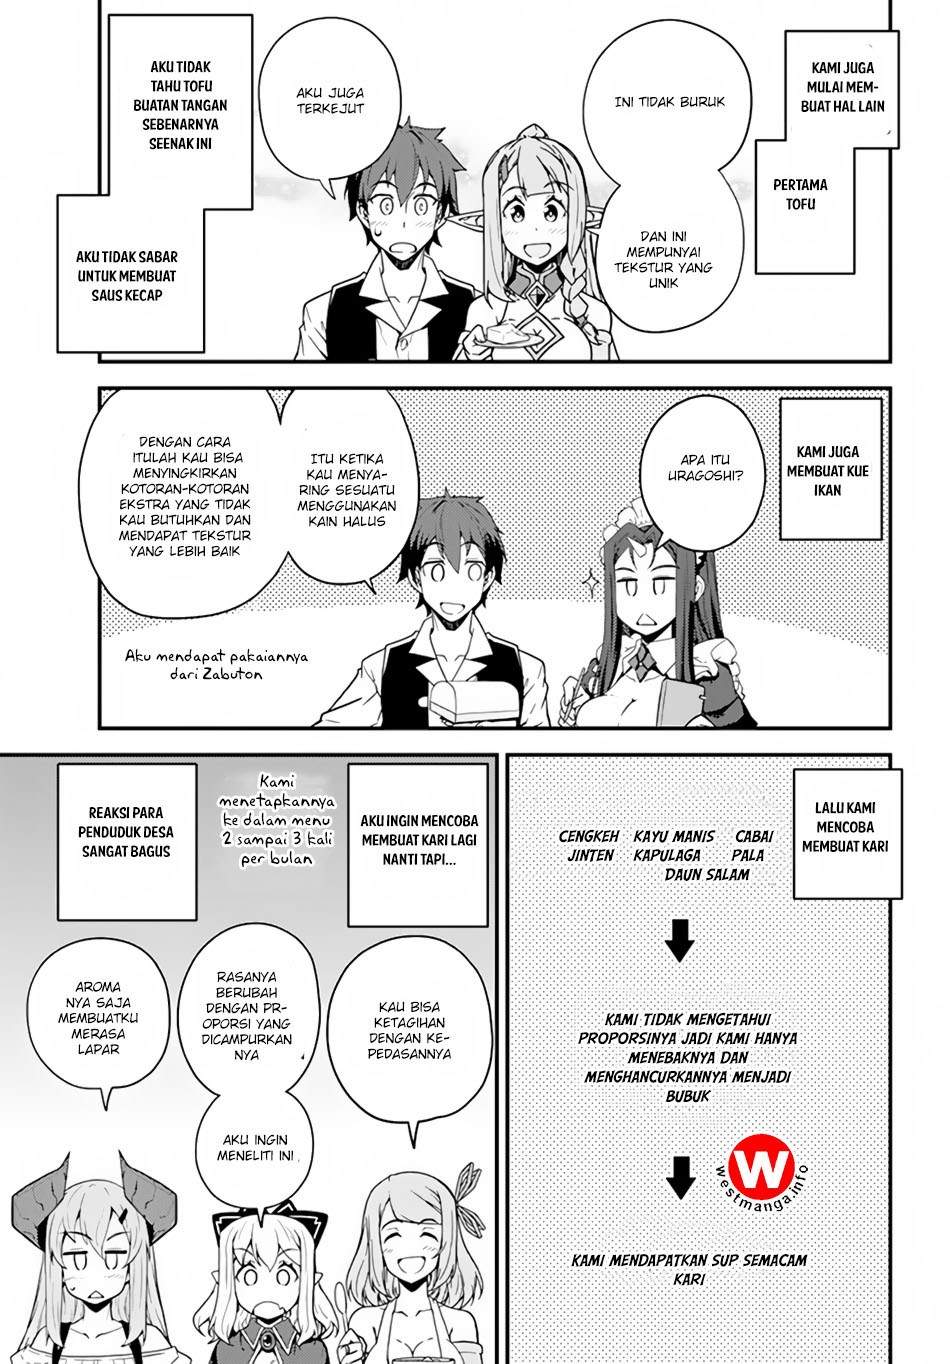 KAMI JUGA
MULAI MEM-
BUAT HAL LAIN
PERTAMA
TOFU
INI TIDAK BURUK
DAN INI
MEMPUNYAI
TEKSTUR YANG
UNIK
AKU JUGA
TERKEJUT
AKU TIDAK
TAHU TOFU
BUATAN TANGAN
SEBENARNYA
SEENAK INI
AKU TIDAK SABAR
UNTUK MEMBUAT
SAUS KECAP
KAMI JUGA
MEMBUAT KUE
IKAN
APA ITU
URAGOSHI?
ITU KETIKA
KAU MENYA-
RING SESUATU
MENGGUNAKAN
KAIN HALUS
DENGAN CARA
ITULAH KAU BISA
MENYINGKIRKAN
KOTORAN-KOTORAN
EKSTRA YANG TIDAK
KAU BUTUHKAN DAN
MENDAPAT TEKSTUR
YANG LEBIH BAIK
Aku mendapat pakaiannya
dari Zabuton
LALU KAMI
MENCOBA
MEMBUAT KARI
CENGKEH KAYU MANIS CABAI
JINTEN KAPULAGA PALA
DAUN SALAM
KAMI TIDAK MENGETAHUI
PROPORSINYA JADI KAMI HANYA
MENEBAKNYA DAN
MENGHANCURKANNYA MENJADI
BUBUK
W
westmanga.info
KAMI MENDAPATKAN SUP SEMACAM
KARI
AKU INGIN MENCOBA
MEMBUAT KARI LAGI
NANTI TAPI...
Kami
menetapkannya
ke dalam menu
2 sampai 3 kali
per bulan
REAKSI PARA
PENDUDUK DESA
SANGAT BAGUS
KAU BISA
KETAGIHAN
DENGAN KE-
PEDASANNYA
RASANYA
BERUBAH
DENGAN PR-
OPORSI YANG
DICAMPURKAN
NYA
AKU INGIN
MENELITI INI
AROMA
NYA SAJA
MEMBUATKU
MERASA
LAPAR